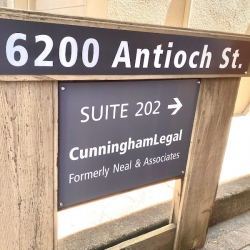 6200 Antioch St.
SUITE 202 →
CunninghamLegal
Formerly Neal & Associates